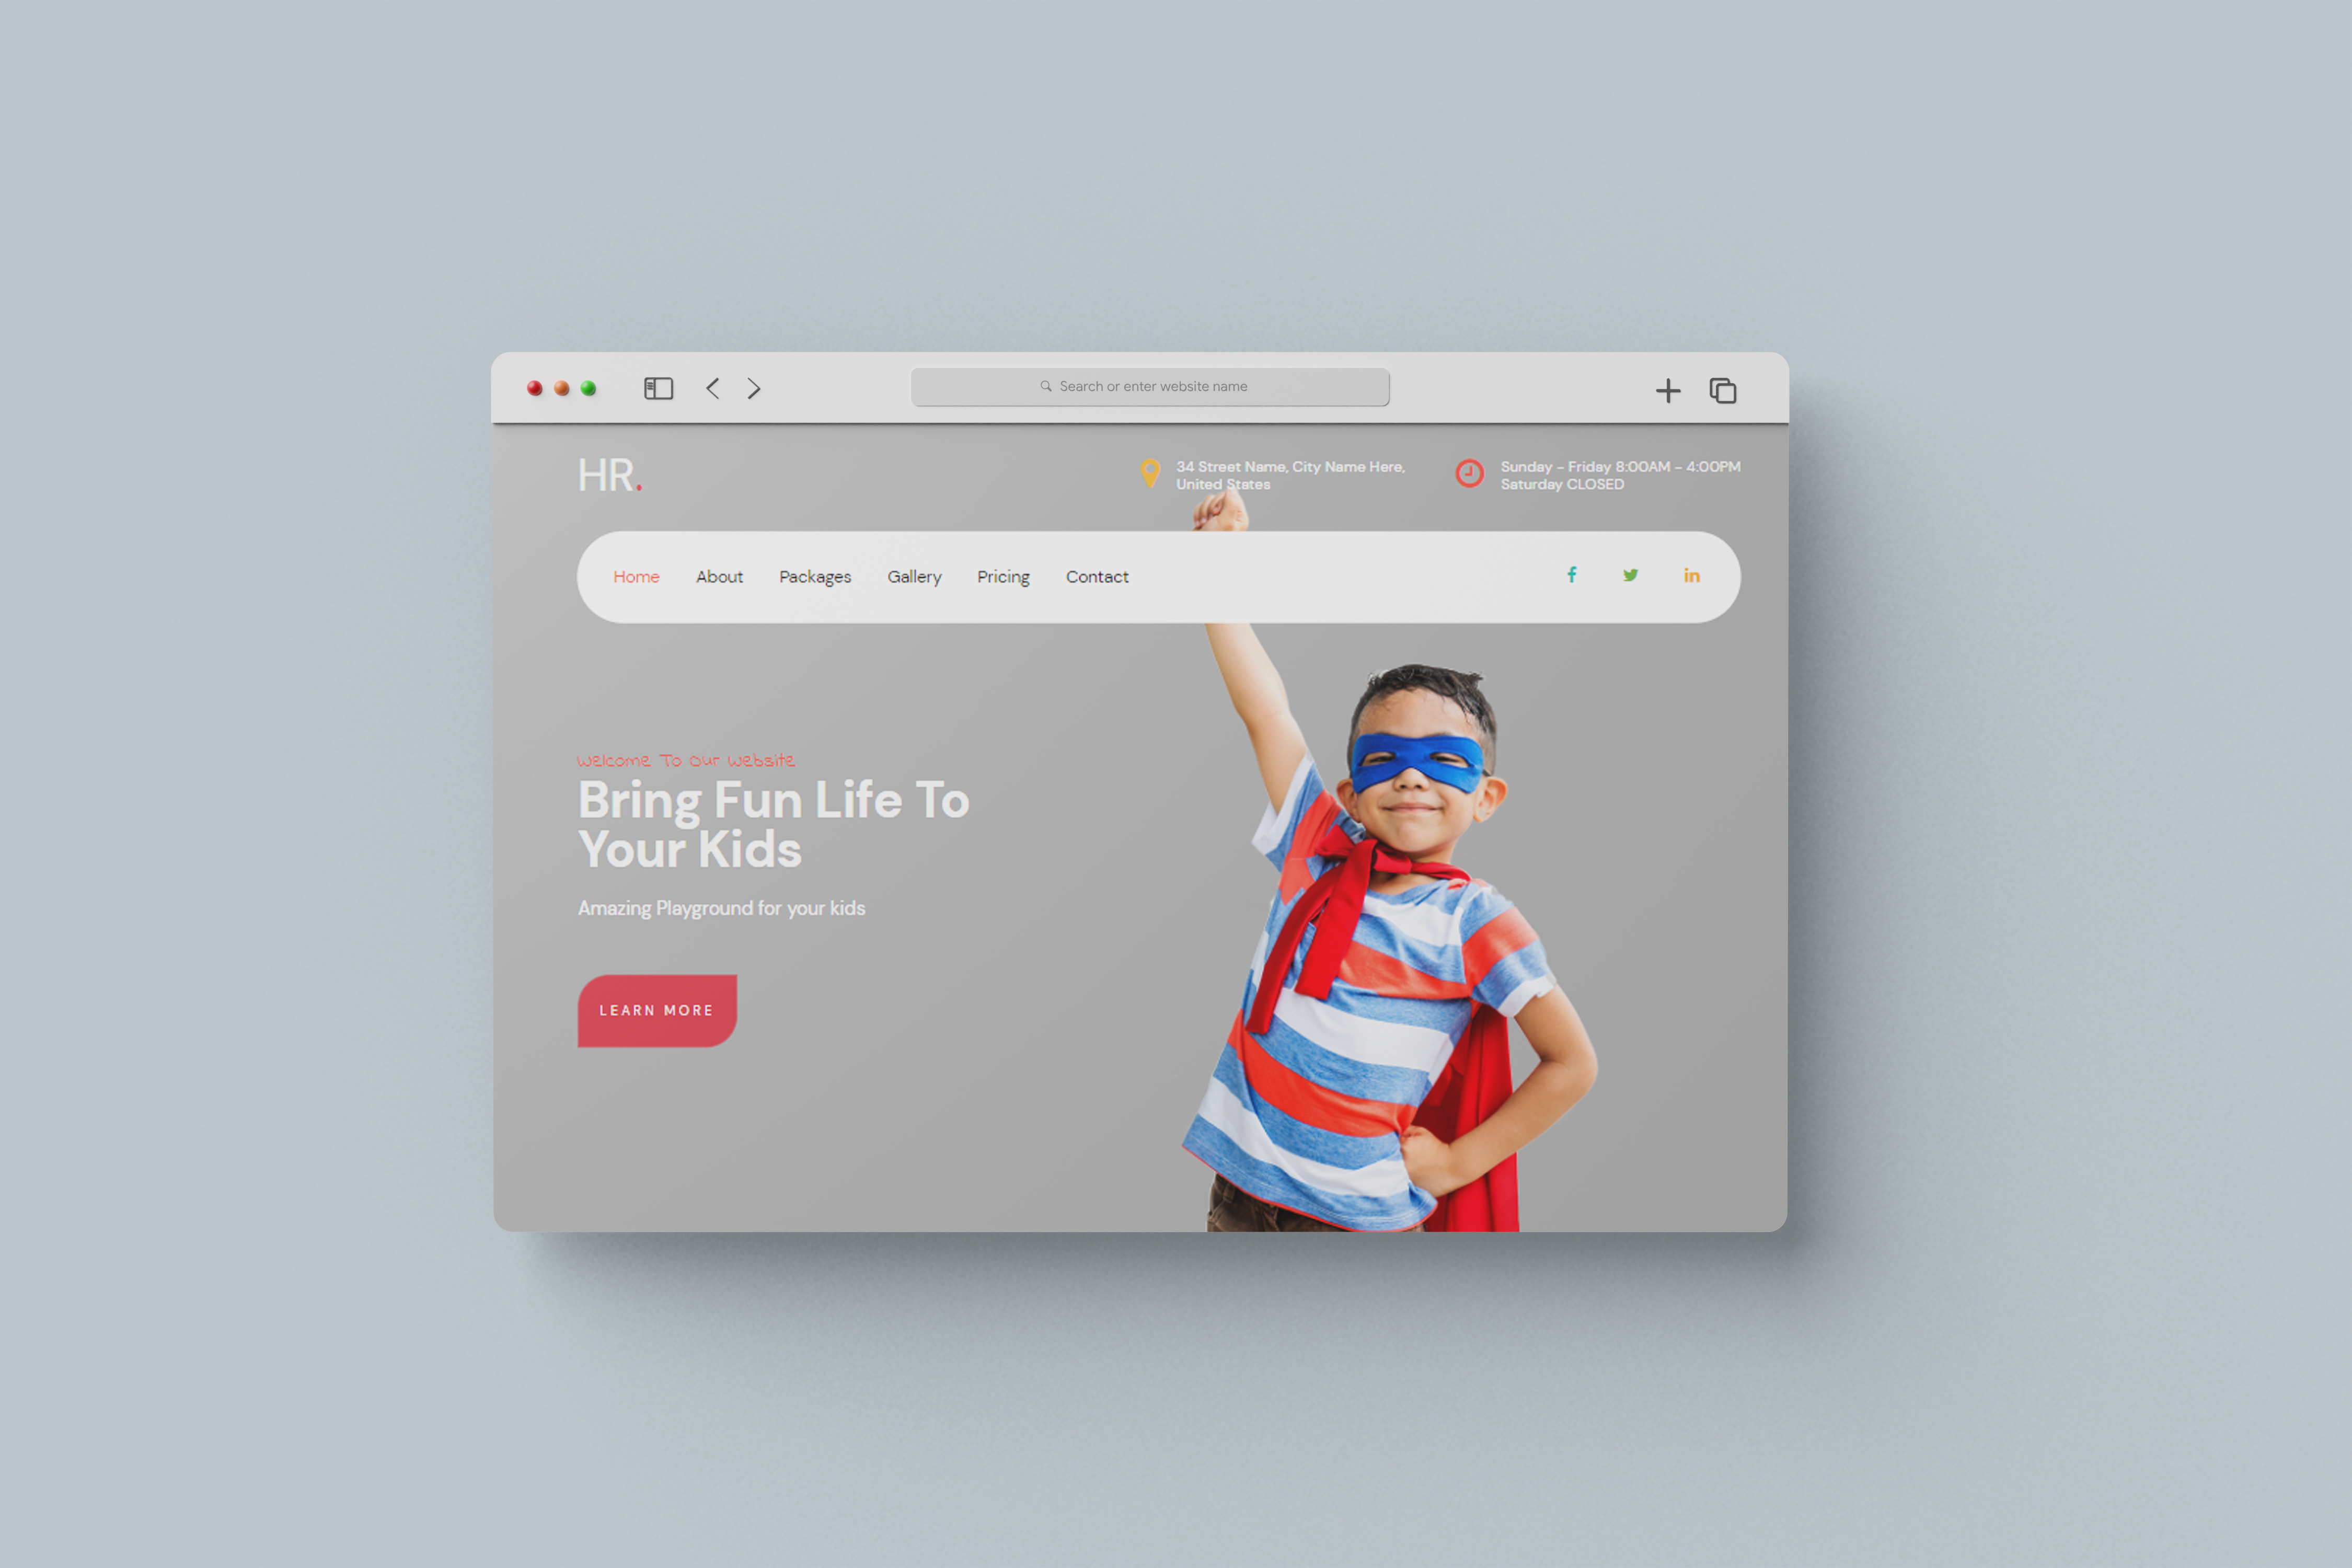 Search or enter website name
HR.
34 Street Name, City Name Here,
United States
Sunday - Friday 8:00AM - 4:00PM
Saturday CLOSED
Home About Packages Gallery Pricing Contact
Welcome To Our Website
Bring Fun Life To
Your Kids
Amazing Playground for your kids
LEARN MORE